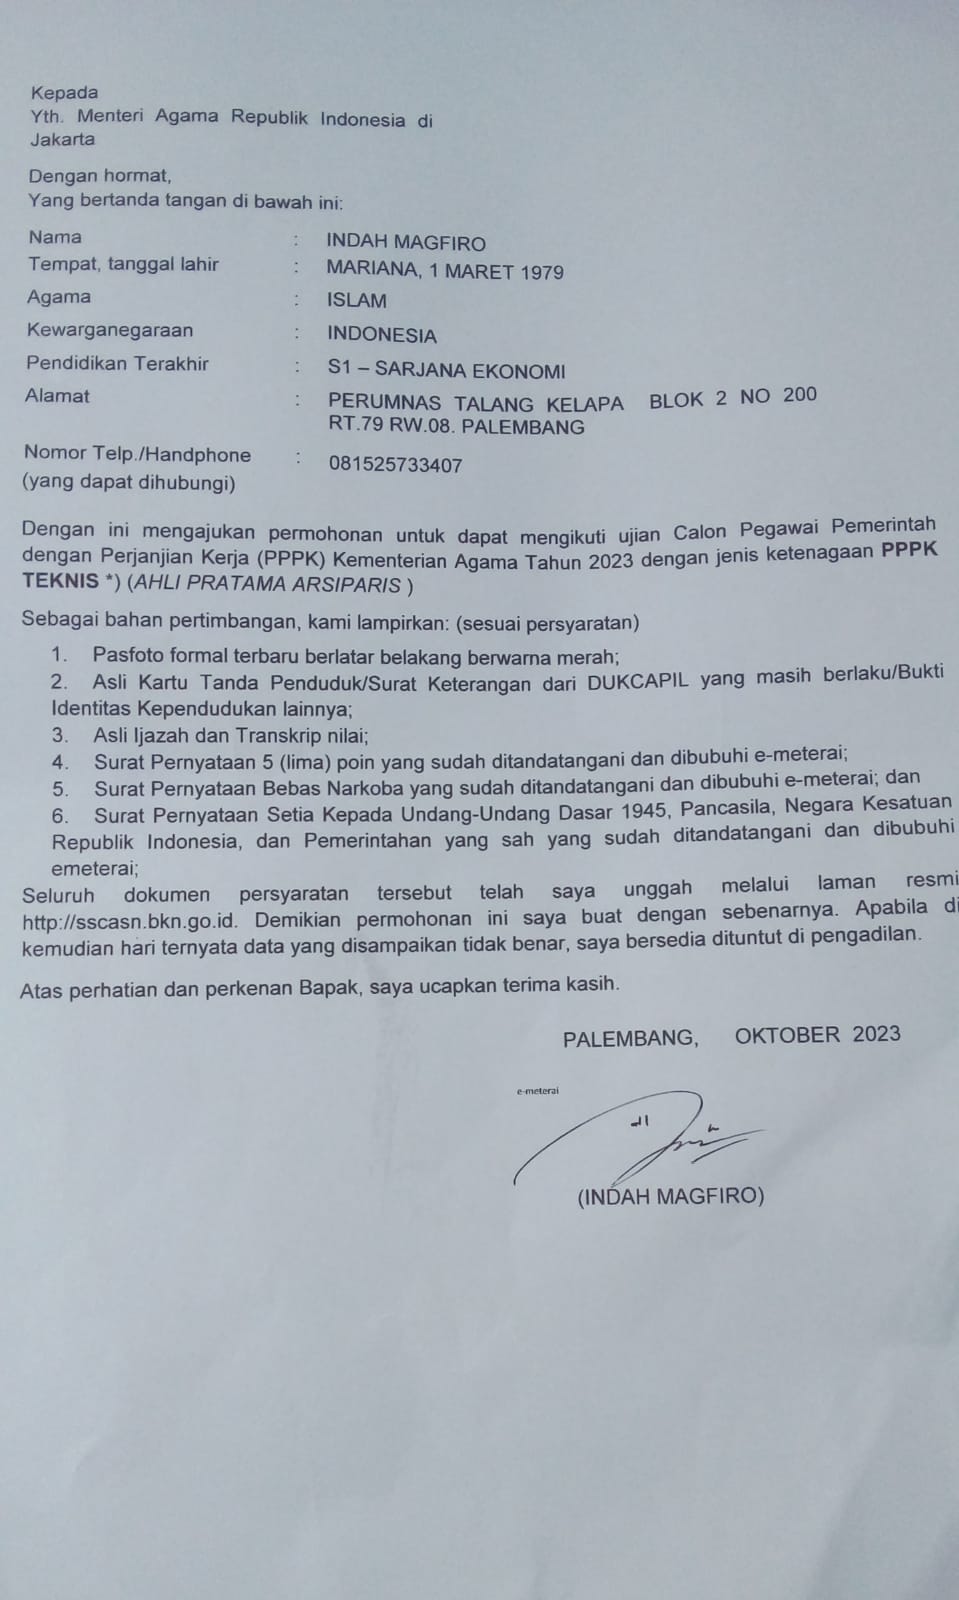 Kepada
Yth. Menteri Agama Republik Indonesia di
Jakarta
Dengan hormat,
Yang bertanda tangan di bawah ini:
Nama : INDAH MAGFIRO
Tempat, tanggal lahir : MARIANA, 1 MARET 1979
Agama : ISLAM
Kewarganegaraan : INDONESIA
Pendidikan Terakhir : S1 – SARJANA EKONOMI
Alamat : PERUMNAS TALANG KELAPA BLOK 2 NO 200
RT.79 RW.08. PALEMBANG
Nomor Telp./Handphone : 081525733407
(yang dapat dihubungi)
Dengan ini mengajukan permohonan untuk dapat mengikuti ujian Calon Pegawai Pemerintah
dengan Perjanjian Kerja (PPPK) Kementerian Agama Tahun 2023 dengan jenis ketenagaan PPPK
TEKNIS *) (AHLI PRATAMA ARSIPARIS )
Sebagai bahan pertimbangan, kami lampirkan: (sesuai persyaratan)
1. Pasfoto formal terbaru berlatar belakang berwarna merah;
2. Asli Kartu Tanda Penduduk/Surat Keterangan dari DUKCAPIL yang masih berlaku/Bukti
Identitas Kependudukan lainnya;
3. Asli Ijazah dan Transkrip nilai;
4. Surat Pernyataan 5 (lima) poin yang sudah ditandatangani dan dibubuhi e-meterai;
5. Surat Pernyataan Bebas Narkoba yang sudah ditandatangani dan dibubuhi e-meterai; dan
6. Surat Pernyataan Setia Kepada Undang-Undang Dasar 1945, Pancasila, Negara Kesatuan
Republik Indonesia, dan Pemerintahan yang sah yang sudah ditandatangani dan dibubuhi
emeterai;
Seluruh dokumen persyaratan tersebut telah saya unggah melalui laman resmi
http://sscasn.bkn.go.id. Demikian permohonan ini saya buat dengan sebenarnya. Apabila di
kemudian hari ternyata data yang disampaikan tidak benar, saya bersedia dituntut di pengadilan.
Atas perhatian dan perkenan Bapak, saya ucapkan terima kasih.
PALEMBANG, OKTOBER 2023
e-meterai
(INDAH MAGFIRO)